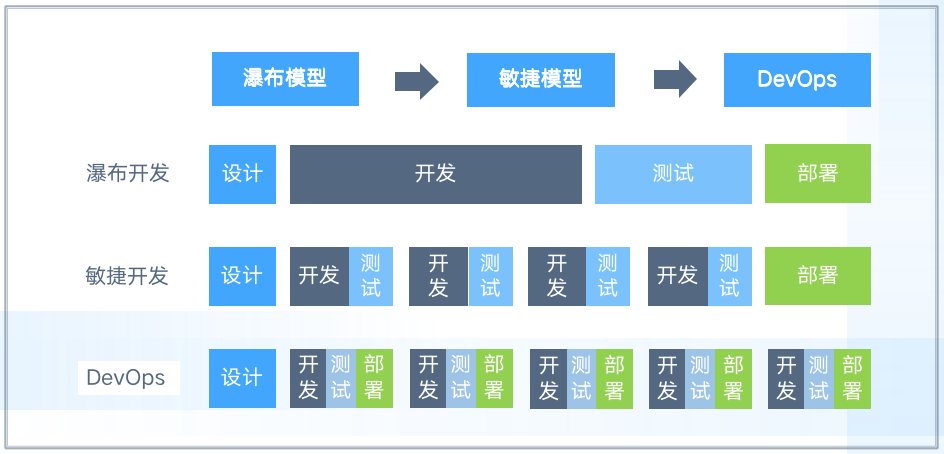 瀑布模型
敏捷模型
DevOps
瀑布开发
设计
开发
测试
部署
敏捷开发
设计
开发
测
试
开
发
测
试
开
发
测
试
开发
测
试
部署
DevOps
设计
开
发
测
试
部
署
开
发
测
试
部
署
开
发
测
试
部
署
开
发
测
试
部
署
开
发
测
试
部
署